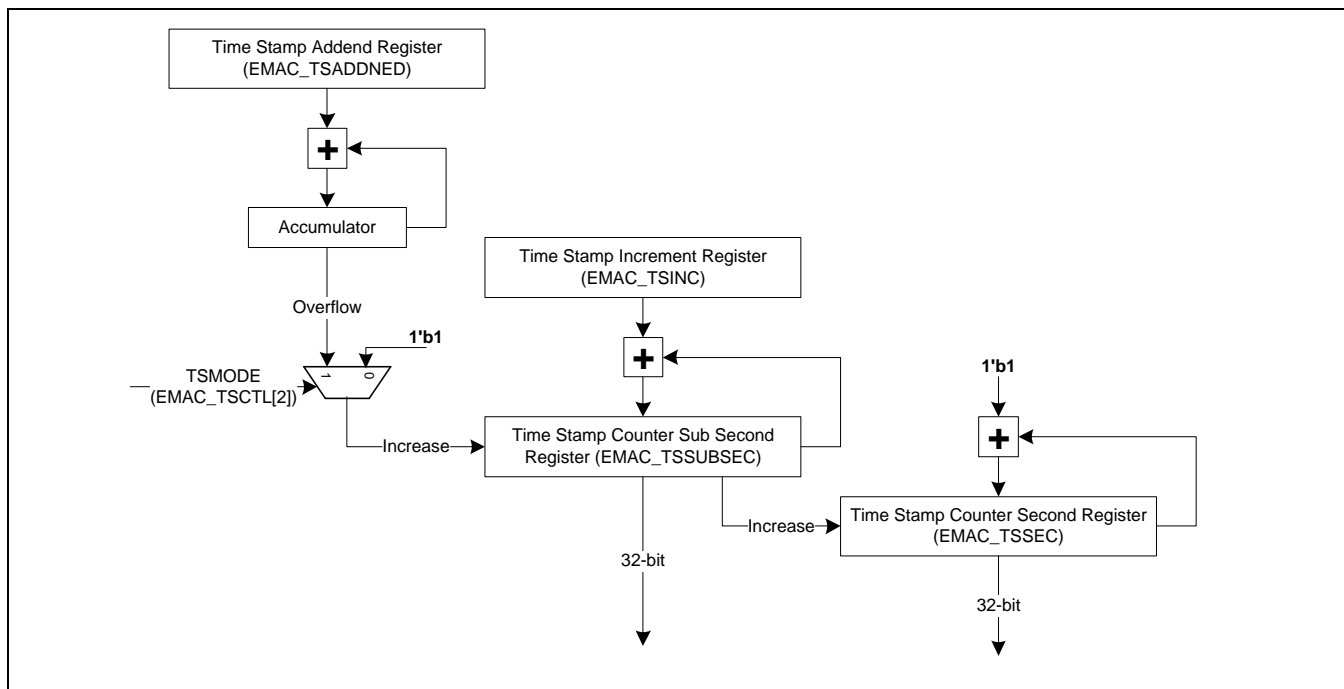 Time Stamp Addend Register
(EMAC_TSADDNED)
+
Accumulator
Overflow
1'b1
1
0
TSMODE
(EMAC_TSCTL[2])
Increase
Time Stamp Increment Register
(EMAC_TSINC)
+
Time Stamp Counter Sub Second
Register (EMAC_TSSUBSEC)
32-bit
Increase
1'b1
+
Time Stamp Counter Second Register
(EMAC_TSSEC)
32-bit